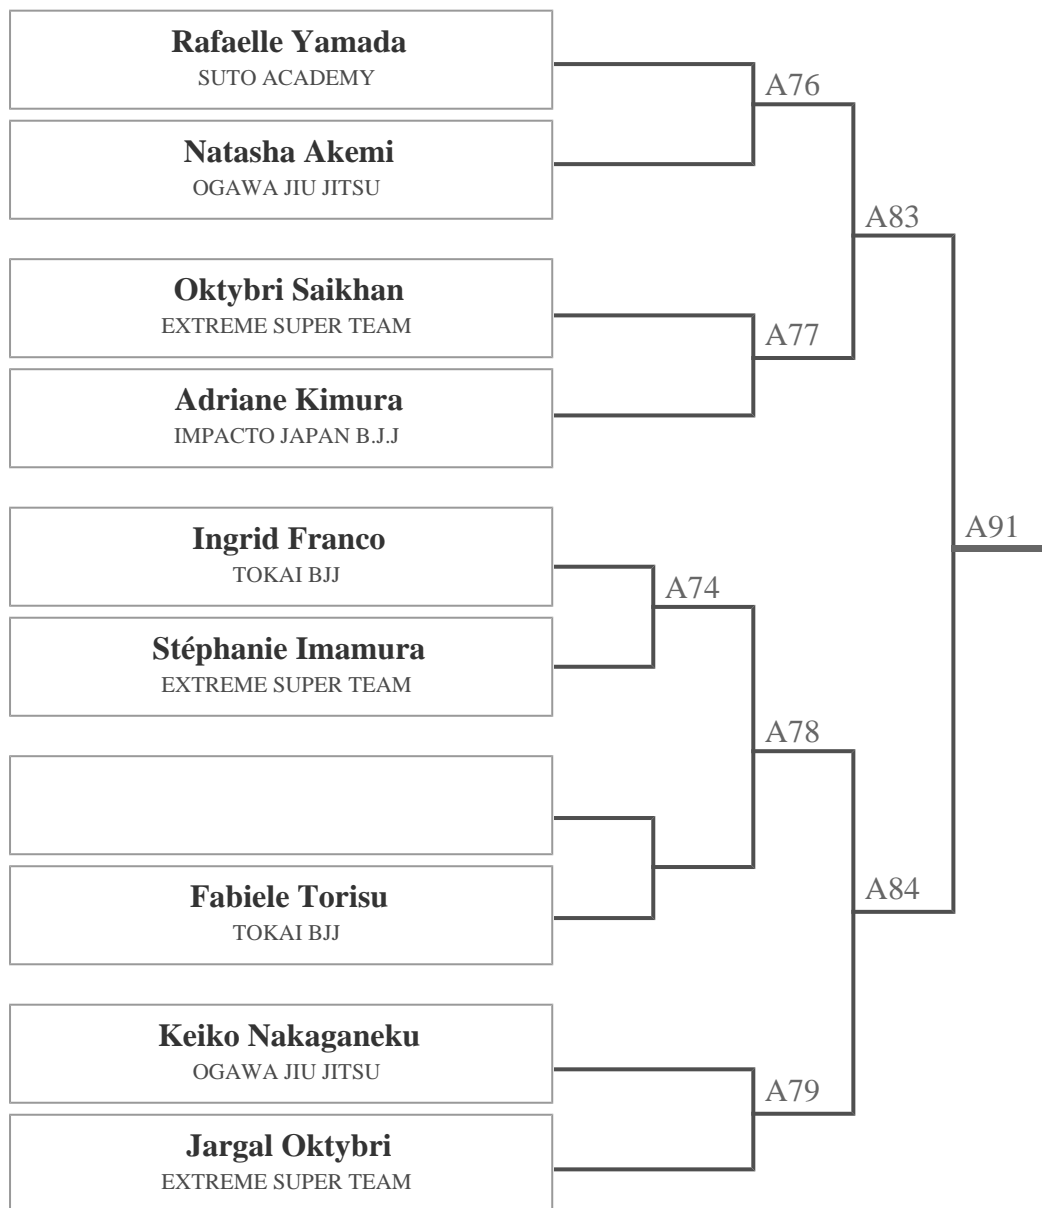 Rafaelle Yamada
SUTO ACADEMY
A76
Natasha Akemi
OGAWA JIU JITSU
A83
Oktybri Saikhan
EXTREME SUPER TEAM
A77
Adriane Kimura
IMPACTO JAPAN B.J.J
A91
Ingrid Franco
TOKAI BJJ
A74
Stéphanie Imamura
EXTREME SUPER TEAM
A78
Fabiele Torisu
TOKAI BJJ
A84
Keiko Nakaganeku
OGAWA JIU JITSU
A79
Jargal Oktybri
EXTREME SUPER TEAM